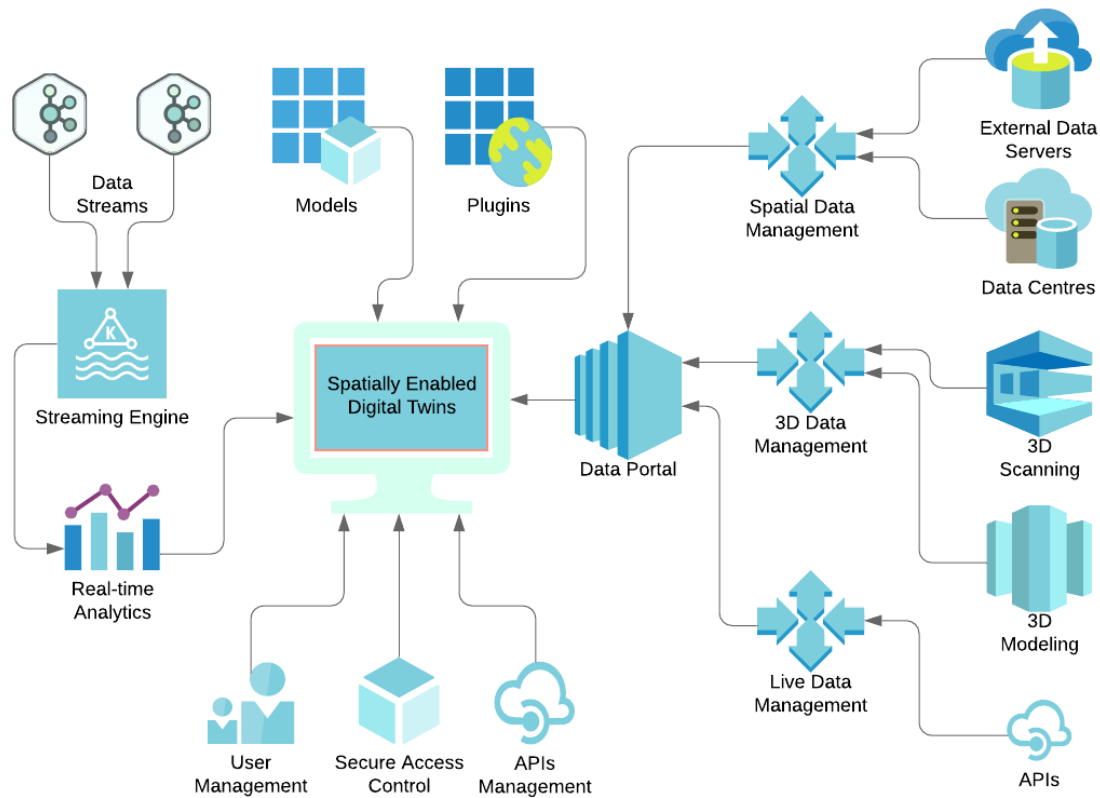 Data
Streams
Models
Plugins
External Data
Servers
Spatial Data
Management
Data Centres
K
Streaming Engine
Spatially Enabled
Digital Twins
Data Portal
3D Data
Management
3D
Scanning
Real-time
Analytics
3D
Modeling
Live Data
Management
User
Management
Secure Access
Control
APIs
Management
APIs